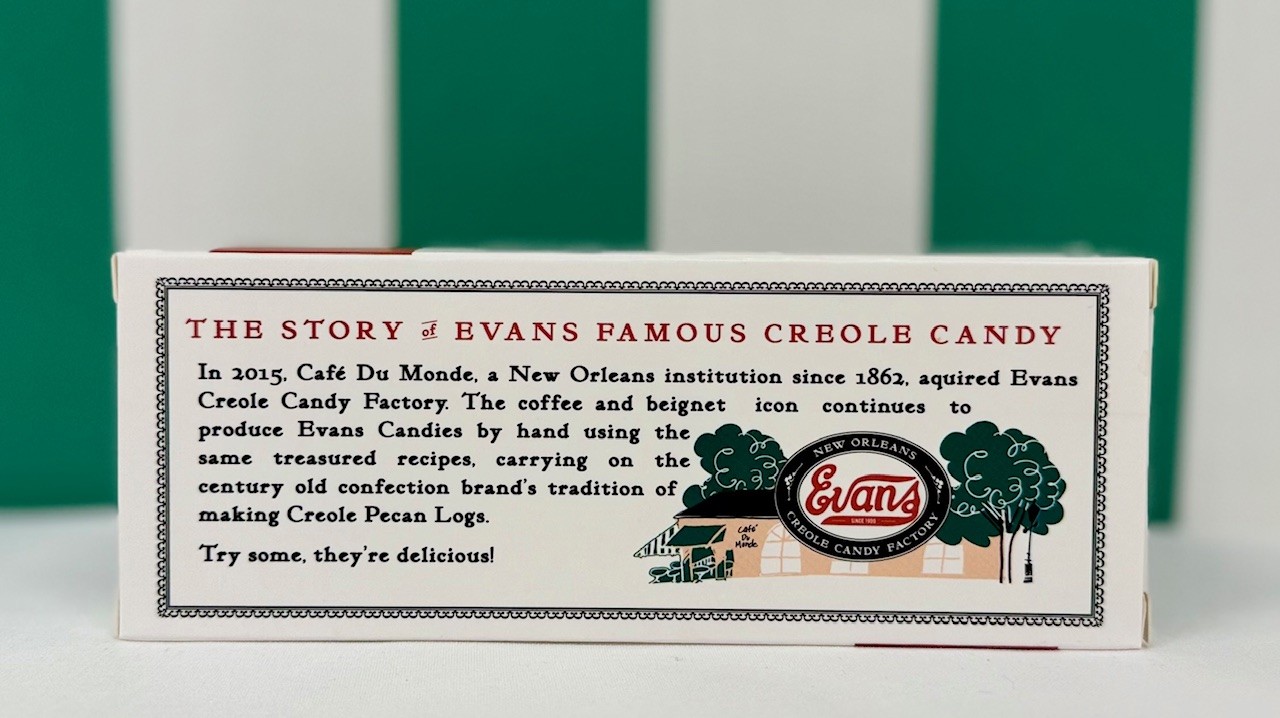 THE STORY of EVANS FAMOUS CREOLE CANDY
In 2015, Café Du Monde, a New Orleans institution since 1862, aquired Evans
Creole Candy Factory. The coffee and beignet icon continues to
produce Evans Candies by hand using the
same treasured recipes, carrying on the
century old confection brand's tradition of
making Creole Pecan Logs.
Try some, they're delicious!
NEW ORLEANS
Evans
SINCE 1900
CREOLE CANDY FACTORY
Café
Du
Monde